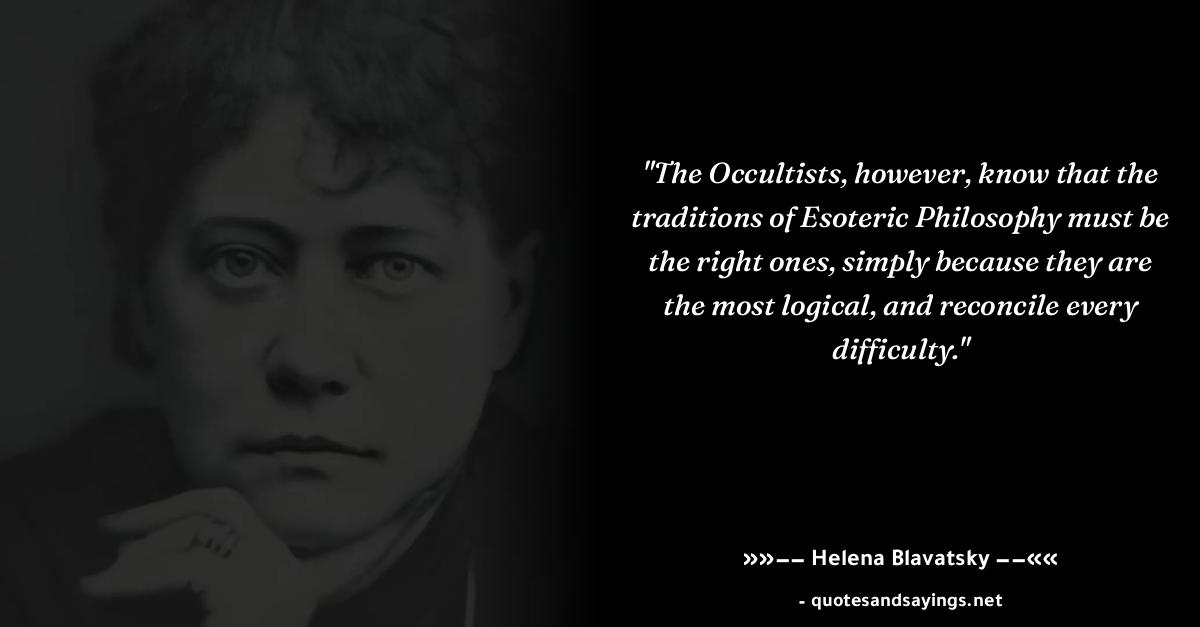 "The Occultists, however, know that the
traditions of Esoteric Philosophy must be
the right ones, simply because they are
the most logical, and reconcile every
difficulty."
»»–– Helena Blavatsky ––««
- quotesandsayings.net